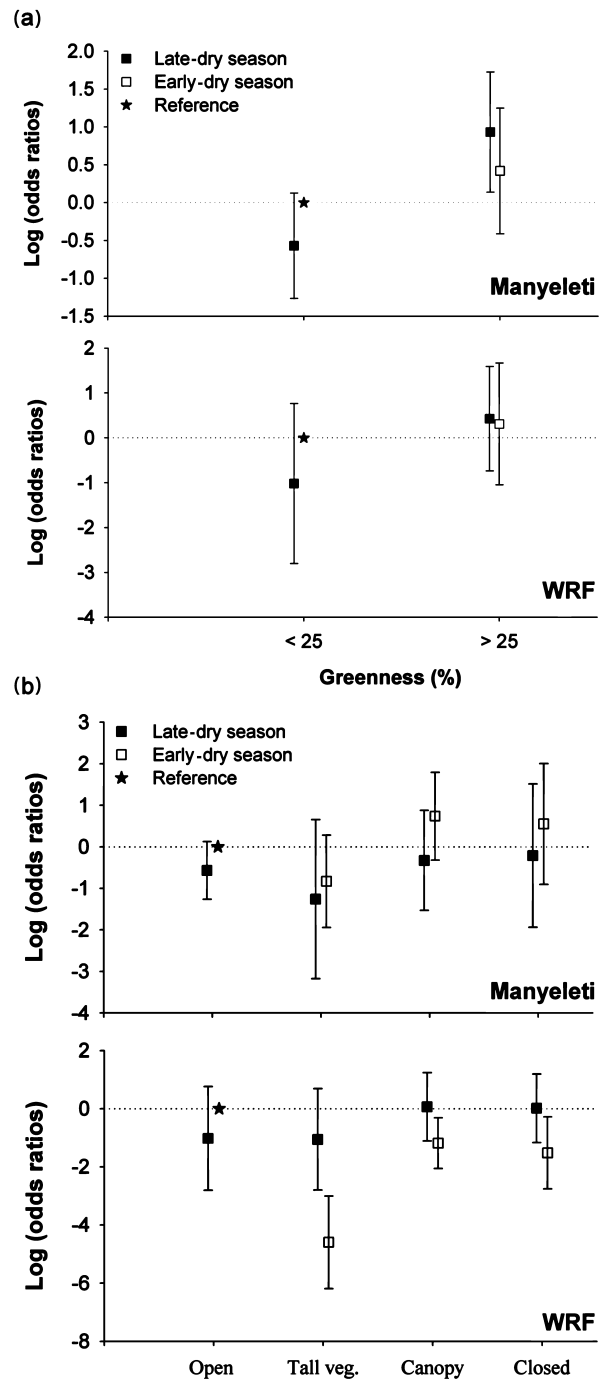 (a)
Late-dry season
Early-dry season
Reference
Log (odds ratios)
2.0
1.5
1.0
0.5
0.0
-0.5
-1.0
-1.5
Manyeleti
Log (odds ratios)
2
1
0
-1
-2
-3
-4
WRF
< 25
> 25
Greenness (%)
(b)
Late-dry season
Early-dry season
Reference
Log (odds ratios)
3
2
1
0
-1
-2
-3
-4
Manyeleti
Log (odds ratios)
2
0
-2
-4
-6
-8
WRF
Open
Tall veg.
Canopy
Closed